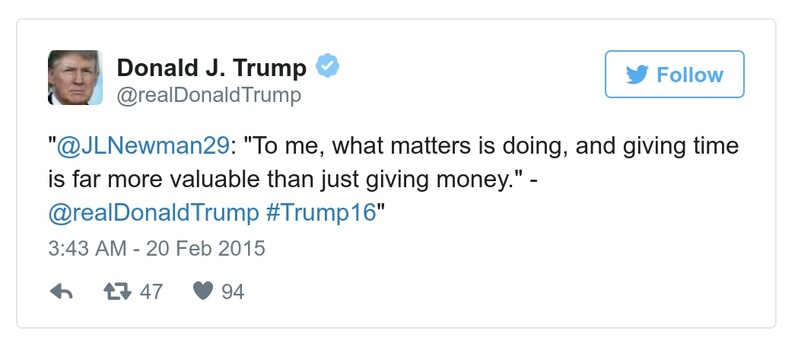 Donald J. Trump
@realDonaldTrump
Follow
"@JLNewman29: "To me, what matters is doing, and giving time
is far more valuable than just giving money." -
@realDonaldTrump #Trump16"
3:43 AM - 20 Feb 2015
47 94